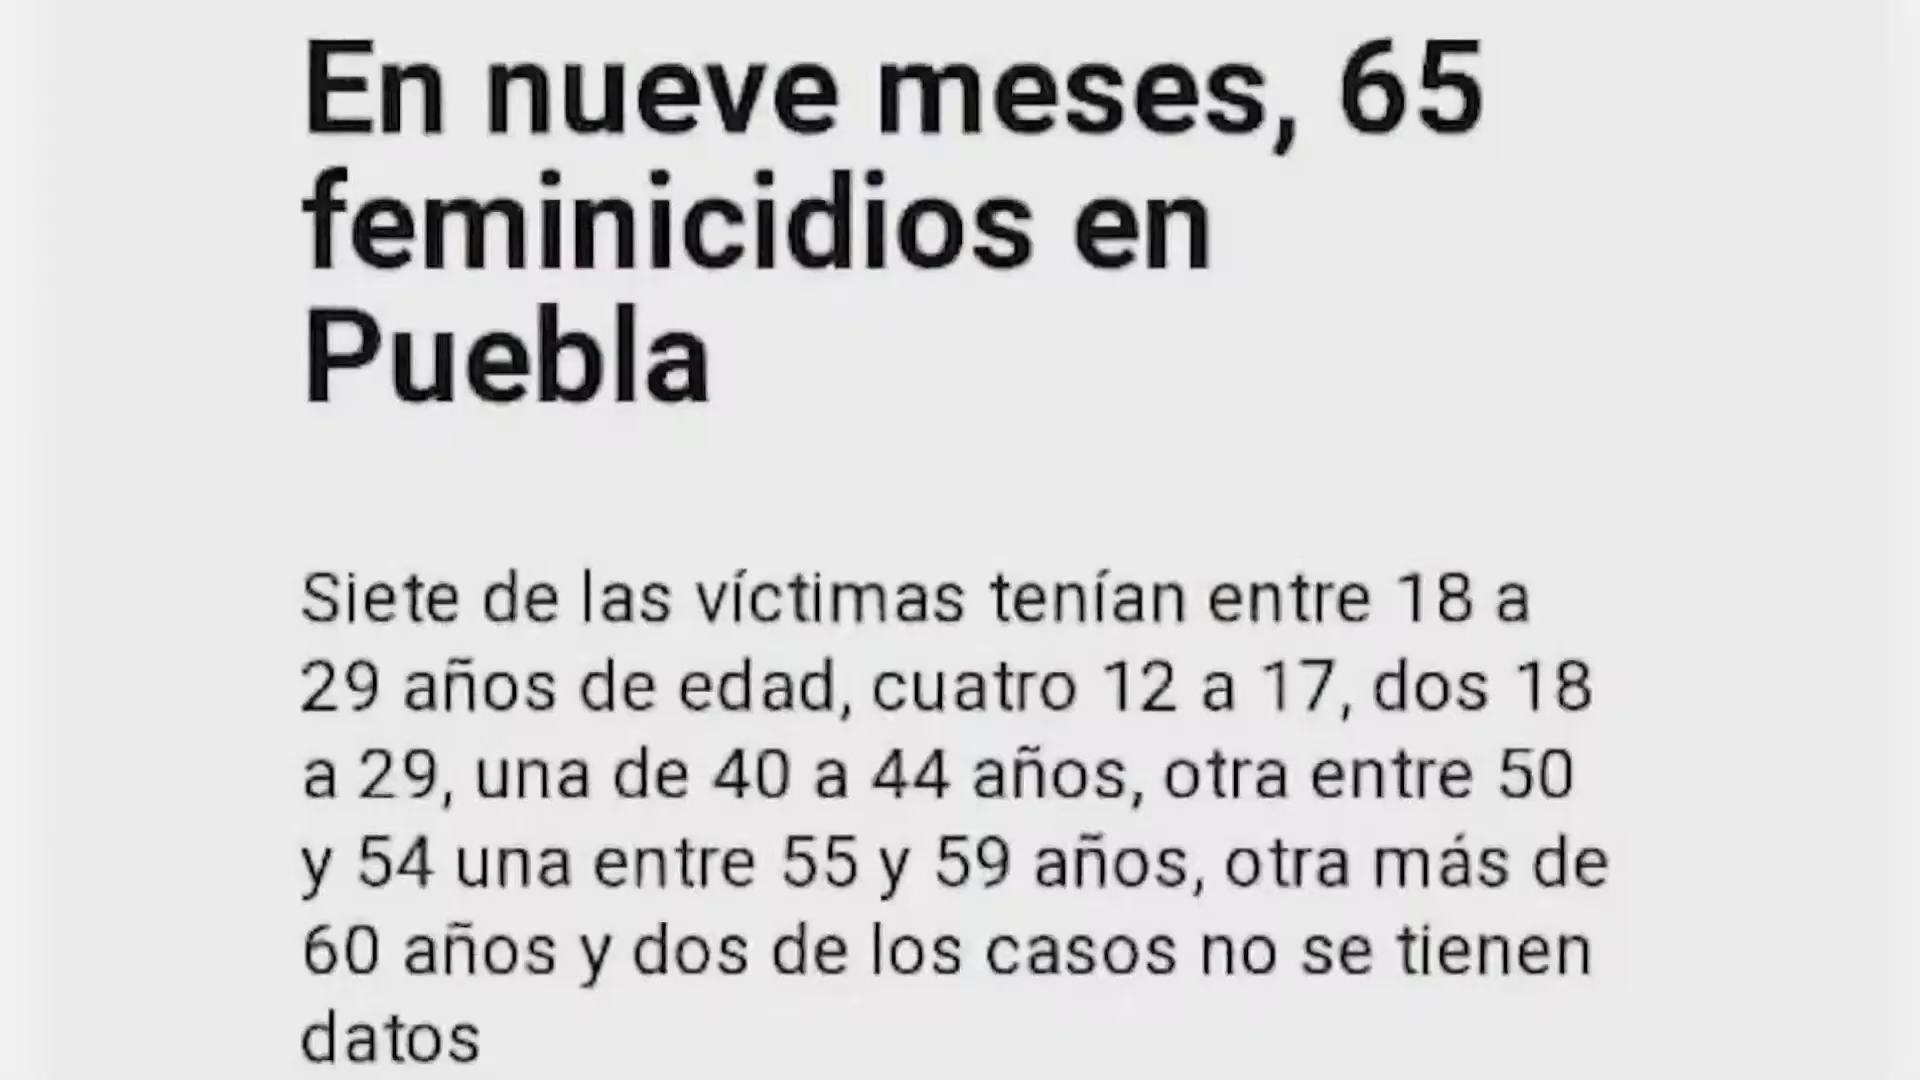 En nueve meses, 65
feminicidios en
Puebla
Siete de las víctimas tenían entre 18 a
29 años de edad, cuatro 12 a 17, dos 18
a 29, una de 40 a 44 años, otra entre 50
y 54 una entre 55 y 59 años, otra más de
60 años y dos de los casos no se tienen
datos